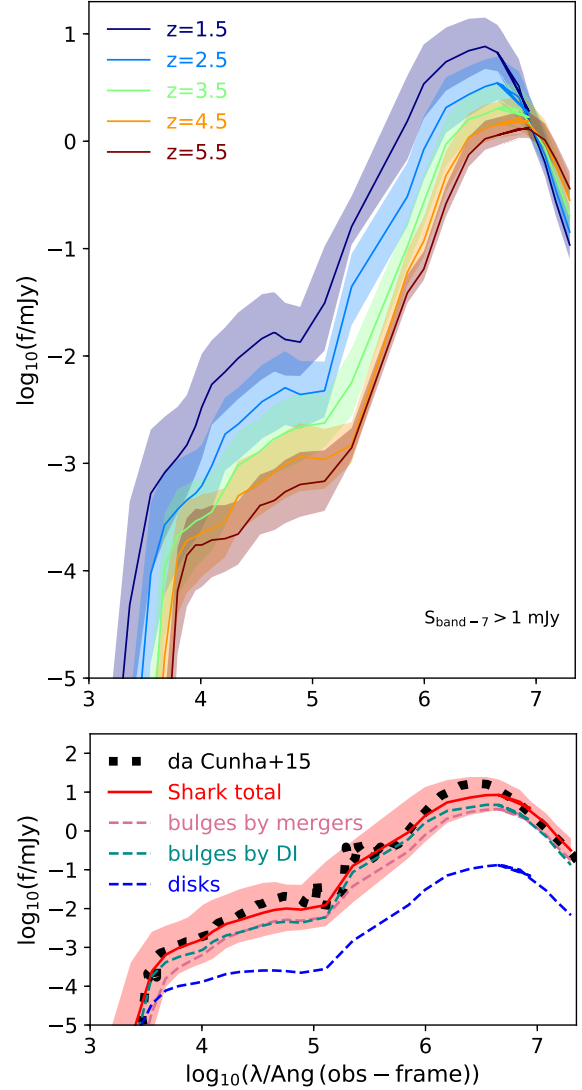 log₁₀(f/mJy)
1
0
−1
−2
−3
−4
−5
z=1.5
z=2.5
z=3.5
z=4.5
z=5.5
S_band−7 > 1 mJy
3 4 5 6 7
log₁₀(f/mJy)
2
1
0
−1
−2
−3
−4
−5
da Cunha+15
Shark total
bulges by mergers
bulges by DI
disks
3 4 5 6 7
log₁₀(λ/Ang (obs−frame))